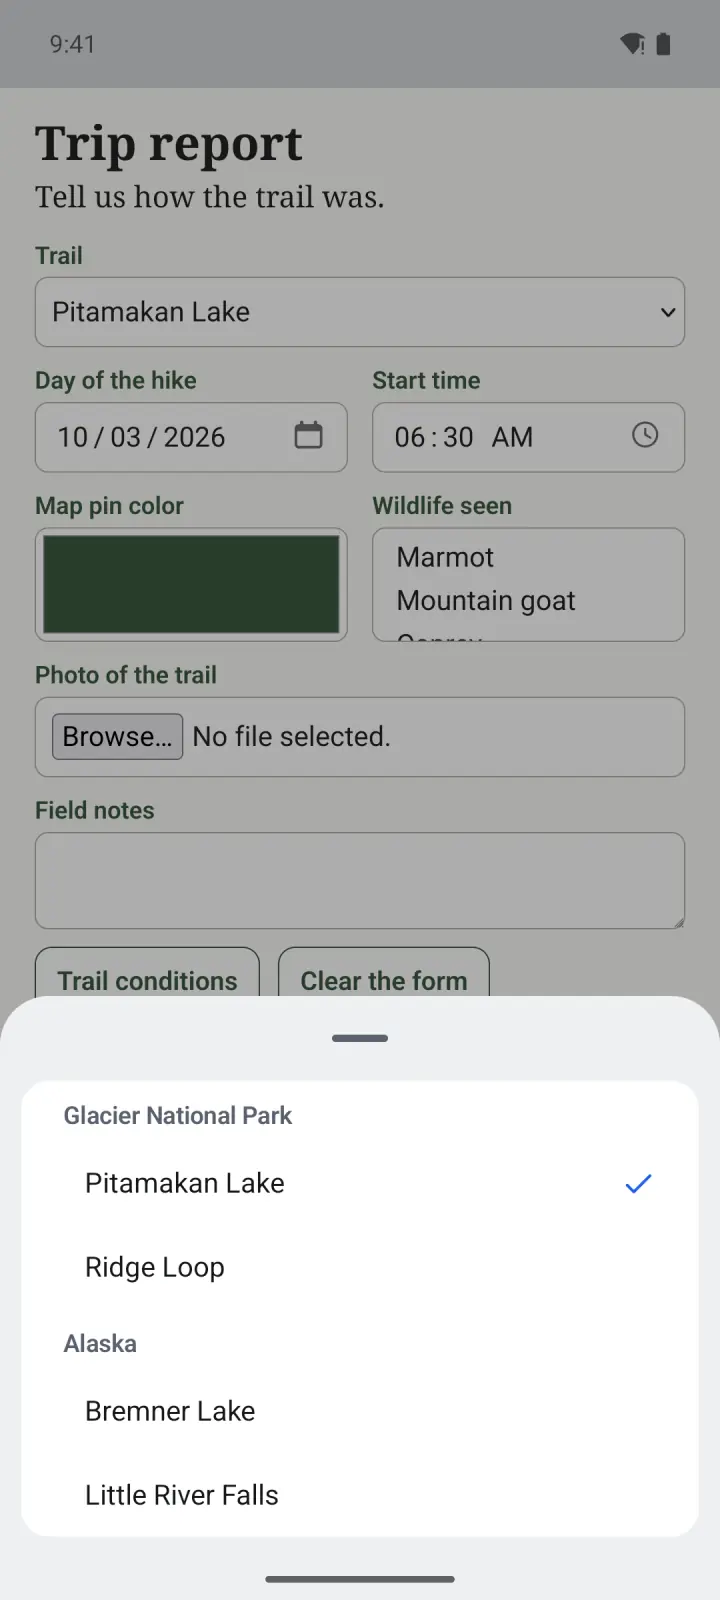 9:41
Trip report
Tell us how the trail was.
Trail
Pitamakan Lake
Day of the hike
Start time
10 / 03 / 2026
06 : 30 AM
Map pin color
Wildlife seen
Marmot
Mountain goat
Osprey
Photo of the trail
Browse... No file selected.
Field notes
Trail conditions
Clear the form
Glacier National Park
Pitamakan Lake
Ridge Loop
Alaska
Bremner Lake
Little River Falls